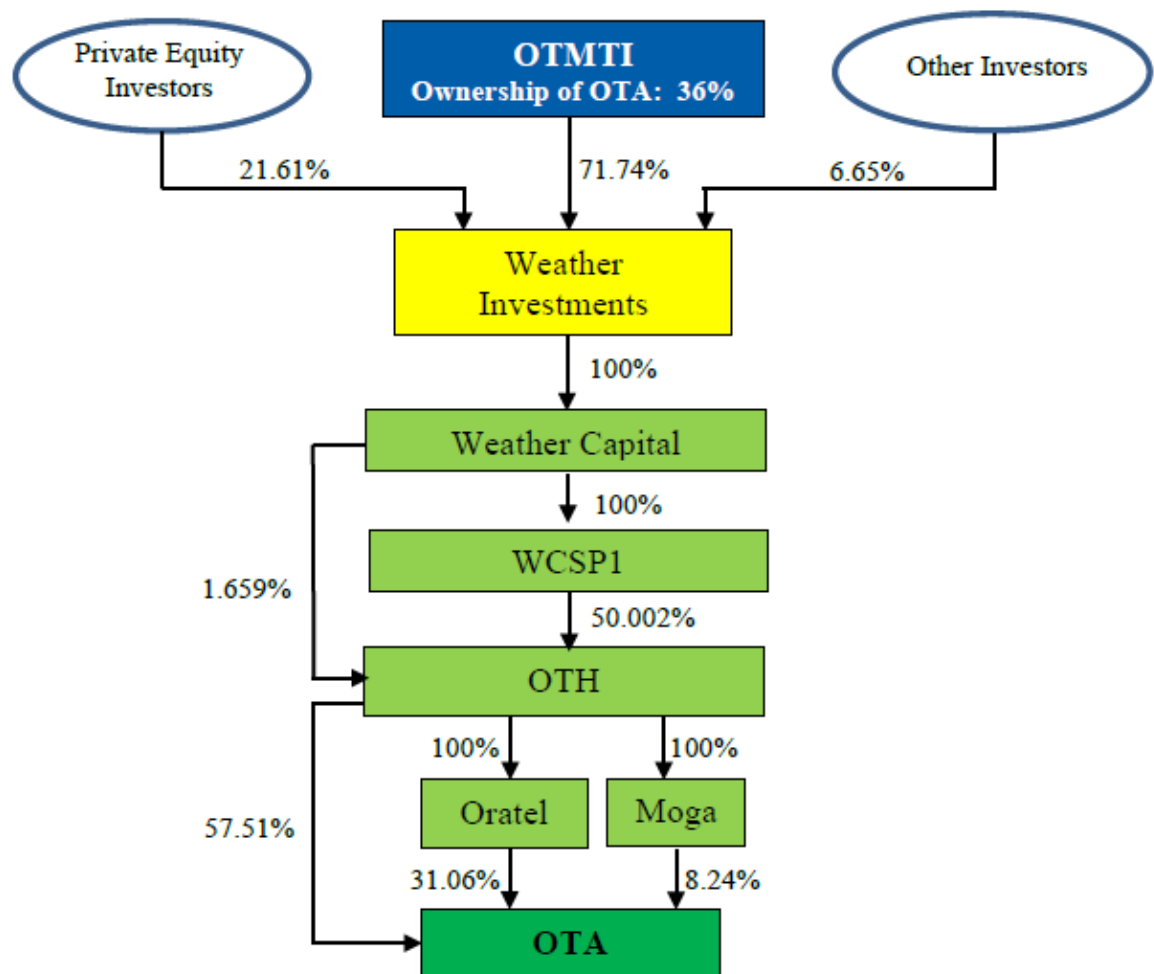 Private Equity
Investors
OTMTI
Ownership of OTA: 36%
Other Investors
21.61%
71.74%
6.65%
Weather
Investments
100%
Weather Capital
100%
WCSP1
1.659%
50.002%
OTH
100%
100%
Oratel
Moga
57.51%
31.06%
8.24%
OTA